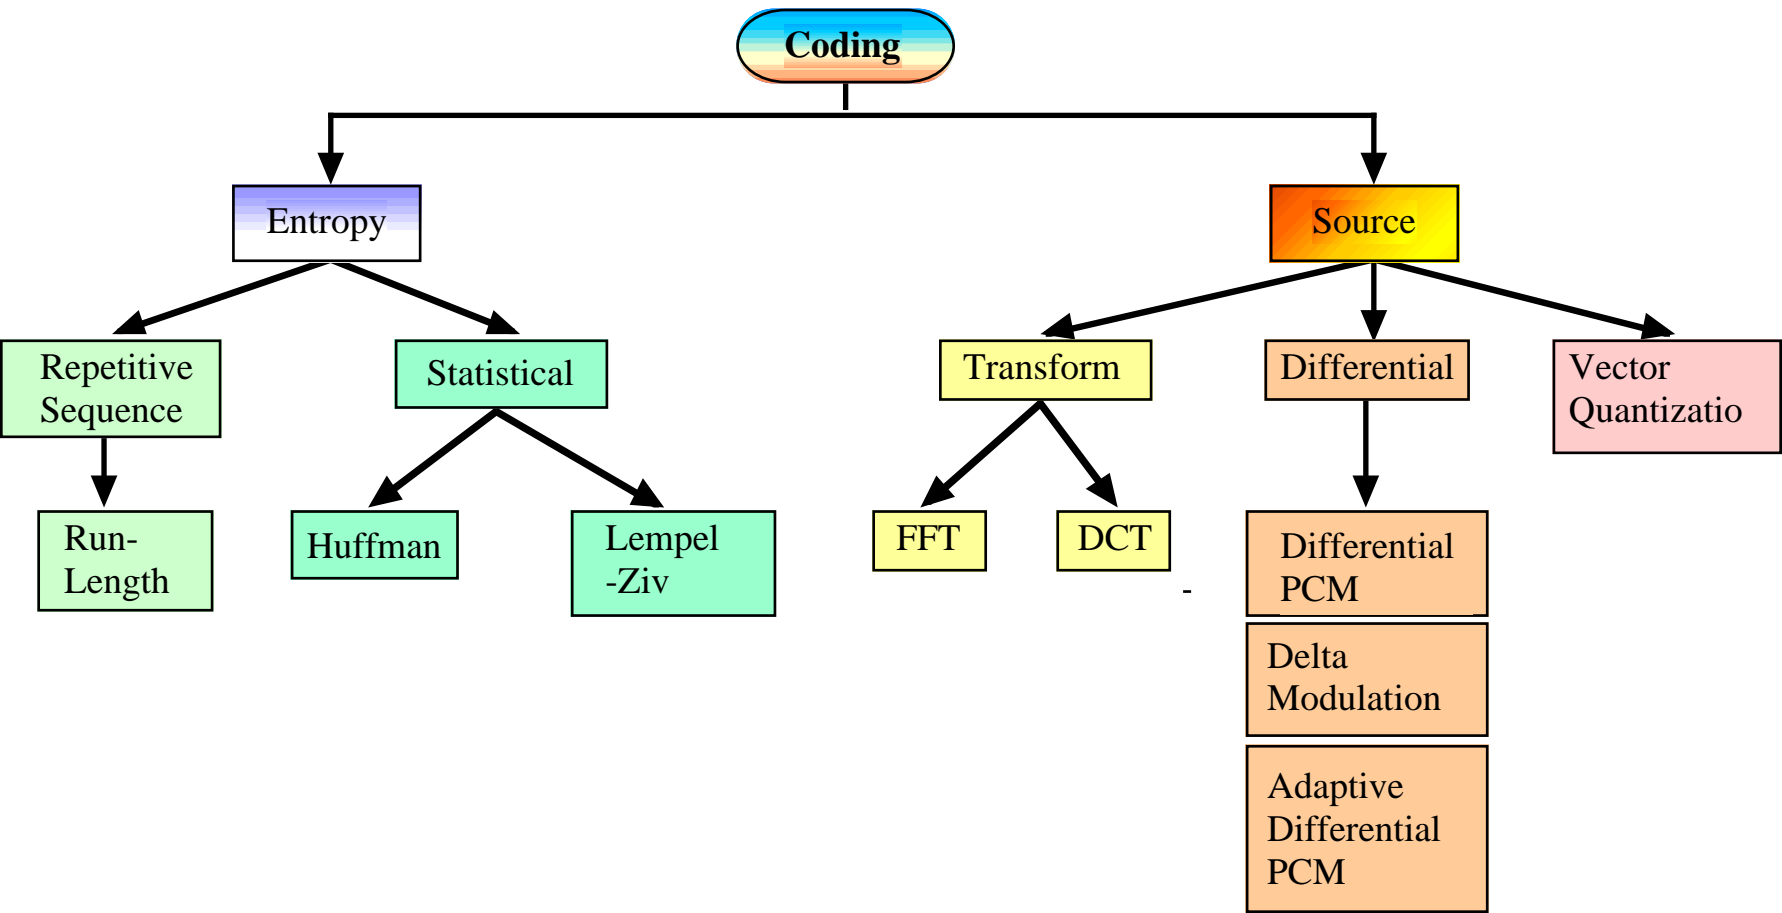 Coding
Entropy
Source
Repetitive
Sequence
Statistical
Transform
Differential
Vector
Quantizatio
Run-
Length
Huffman
Lempel
-Ziv
FFT
DCT
-
Differential
PCM
Delta
Modulation
Adaptive
Differential
PCM